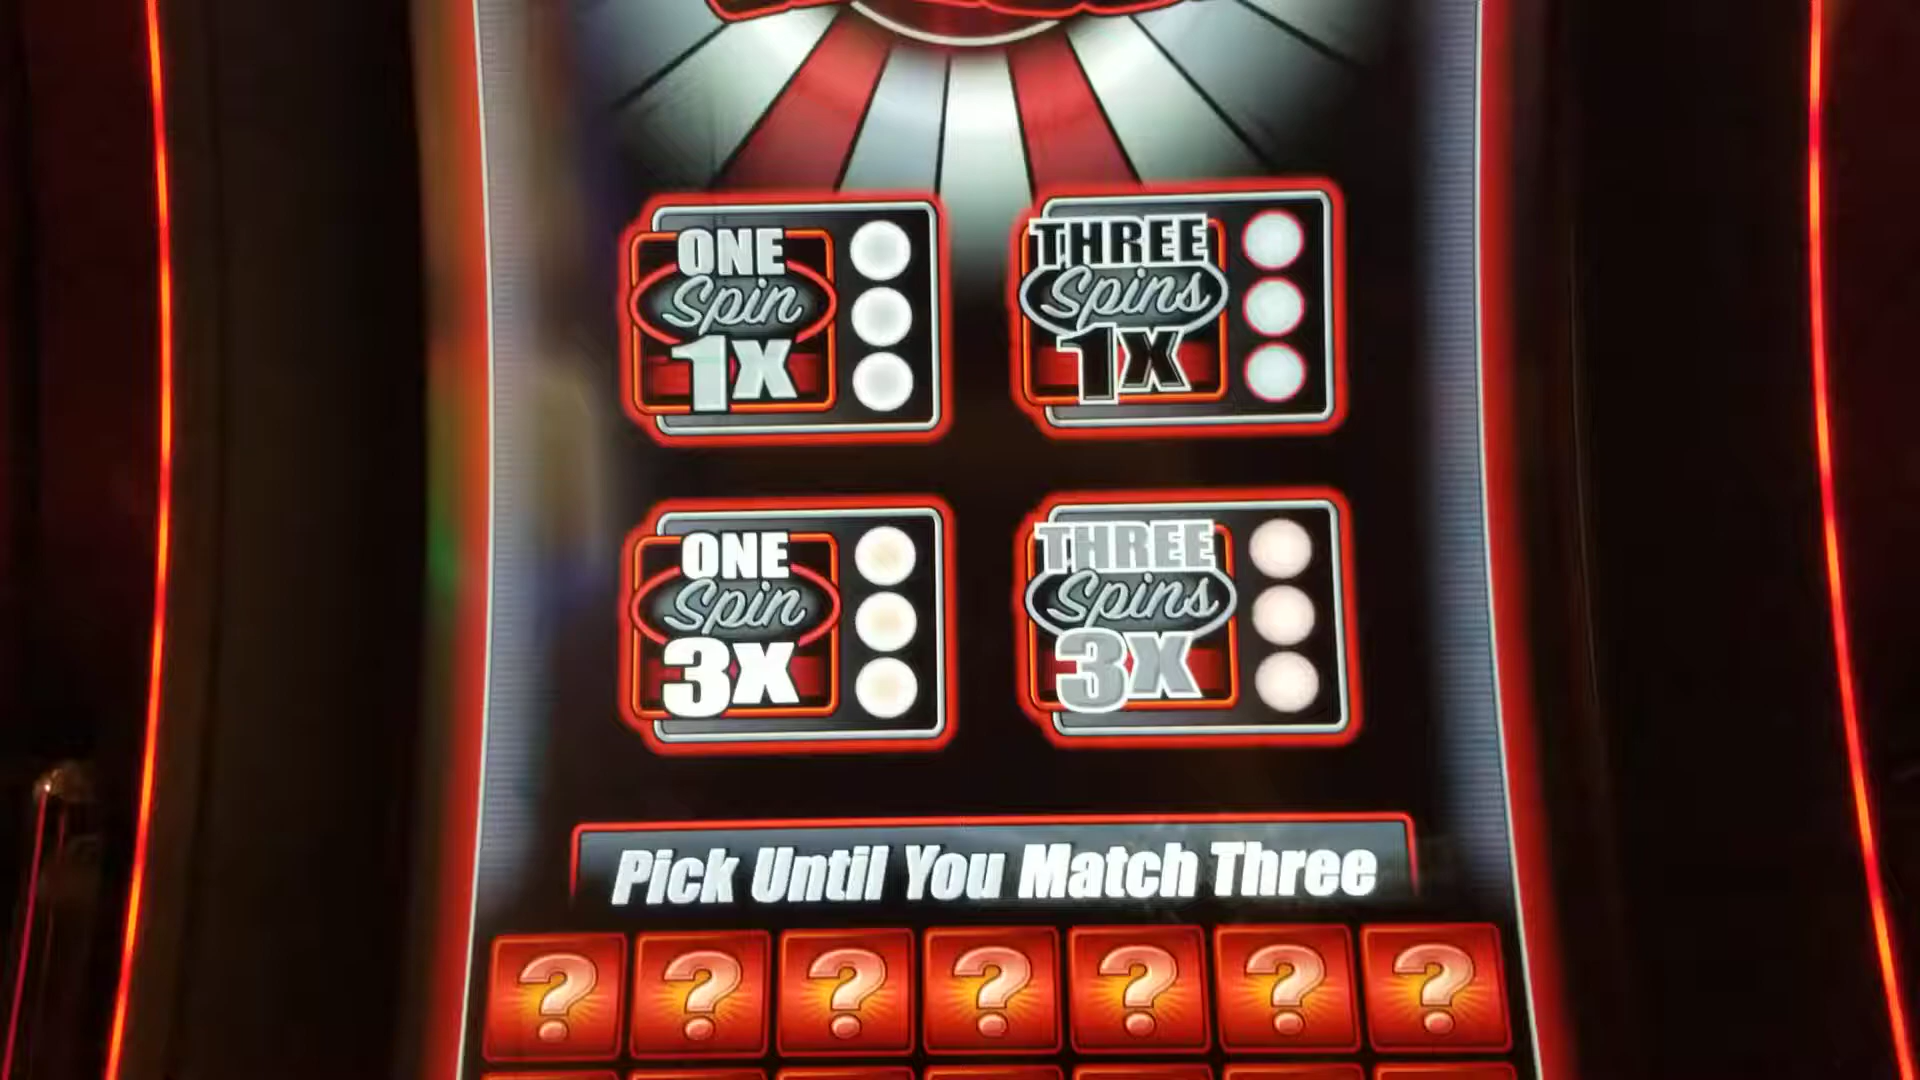 ONE
Spin
1X
THREE
Spins
1X
ONE
Spin
3X
THREE
Spins
3X
Pick Until You Match Three
? ? ? ? ? ? ?